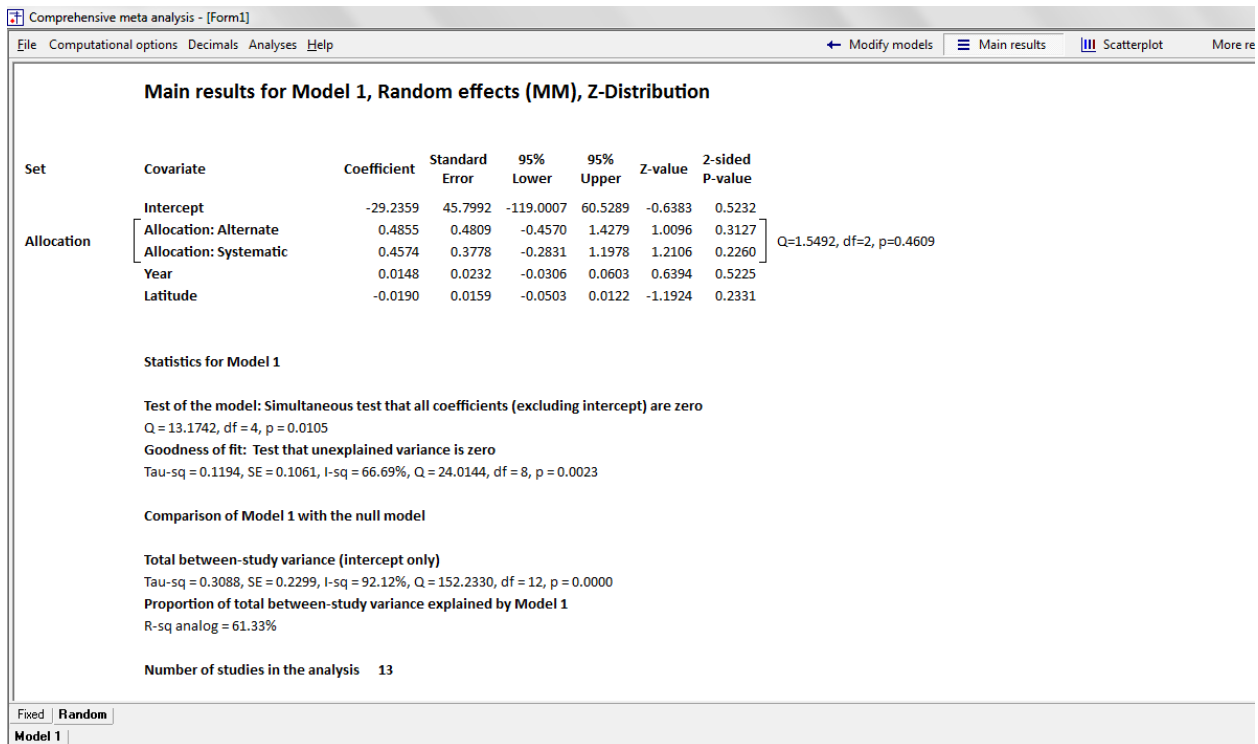 Comprehensive meta analysis - [Form1]
File Computational options Decimals Analyses Help Modify models Main results Scatterplot More re
Main results for Model 1, Random effects (MM), Z-Distribution
Set Covariate Coefficient Standard Error 95% Lower 95% Upper Z-value 2-sided P-value
Intercept -29.2359 45.7992 -119.0007 60.5289 -0.6383 0.5232
Allocation: Alternate 0.4855 0.4809 -0.4570 1.4279 1.0096 0.3127
Allocation Q=1.5492, df=2, p=0.4609
Allocation: Systematic 0.4574 0.3778 -0.2831 1.1978 1.2106 0.2260
Year 0.0148 0.0232 -0.0306 0.0603 0.6394 0.5225
Latitude -0.0190 0.0159 -0.0503 0.0122 -1.1924 0.2331
Statistics for Model 1
Test of the model: Simultaneous test that all coefficients (excluding intercept) are zero
Q = 13.1742, df = 4, p = 0.0105
Goodness of fit: Test that unexplained variance is zero
Tau-sq = 0.1194, SE = 0.1061, I-sq = 66.69%, Q = 24.0144, df = 8, p = 0.0023
Comparison of Model 1 with the null model
Total between-study variance (intercept only)
Tau-sq = 0.3088, SE = 0.2299, I-sq = 92.12%, Q = 152.2330, df = 12, p = 0.0000
Proportion of total between-study variance explained by Model 1
R-sq analog = 61.33%
Number of studies in the analysis 13
Fixed Random
Model 1